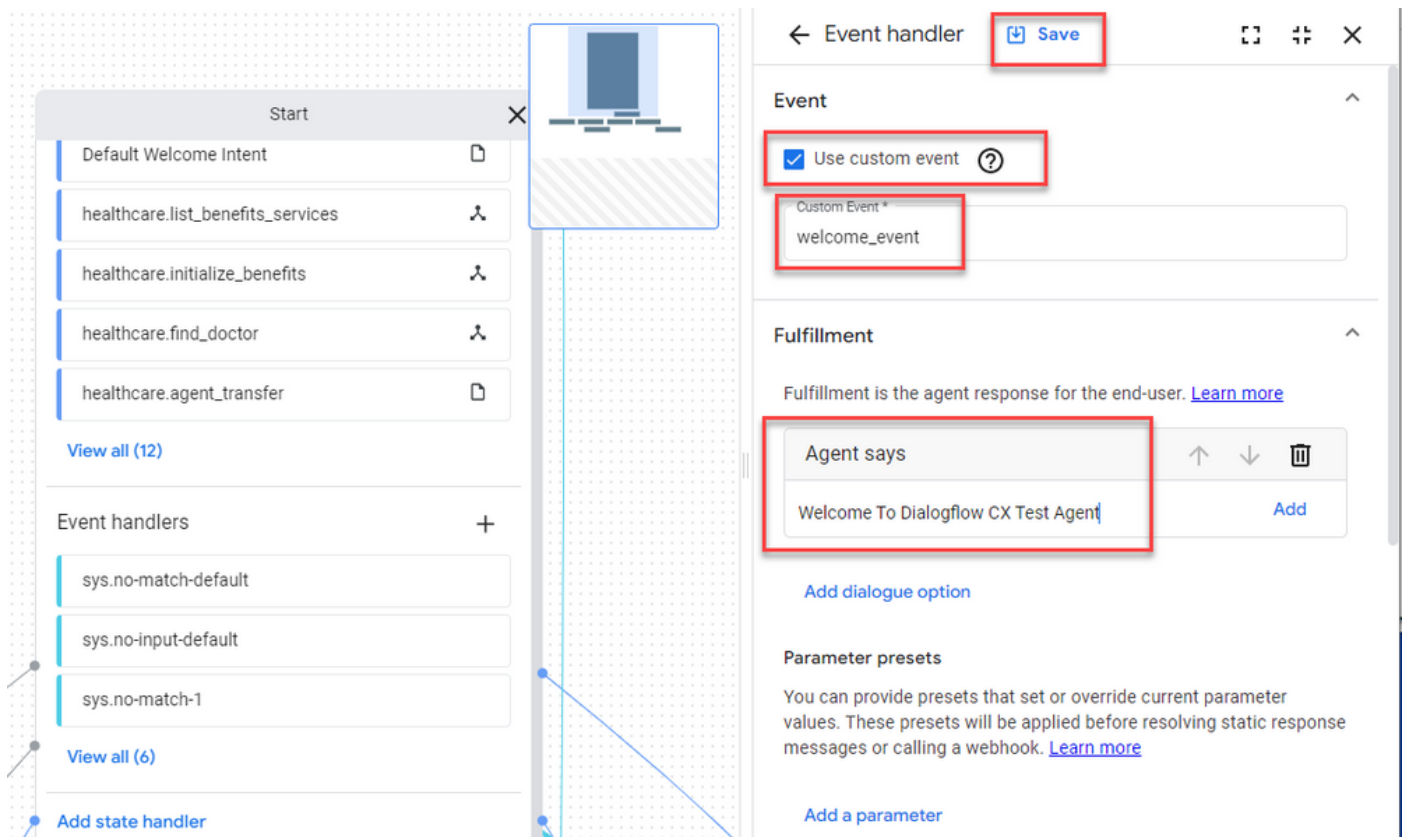 Start
Default Welcome Intent
healthcare.list_benefits_services
healthcare.initialize_benefits
healthcare.find_doctor
healthcare.agent_transfer
View all (12)
Event handlers
sys.no-match-default
sys.no-input-default
sys.no-match-1
View all (6)
Add state handler
Event handler
Save
Event
Use custom event
Custom Event *
welcome_event
Fulfillment
Fulfillment is the agent response for the end-user. Learn more
Agent says
Welcome To Dialogflow CX Test Agent
Add
Add dialogue option
Parameter presets
You can provide presets that set or override current parameter
values. These presets will be applied before resolving static response
messages or calling a webhook. Learn more
Add a parameter